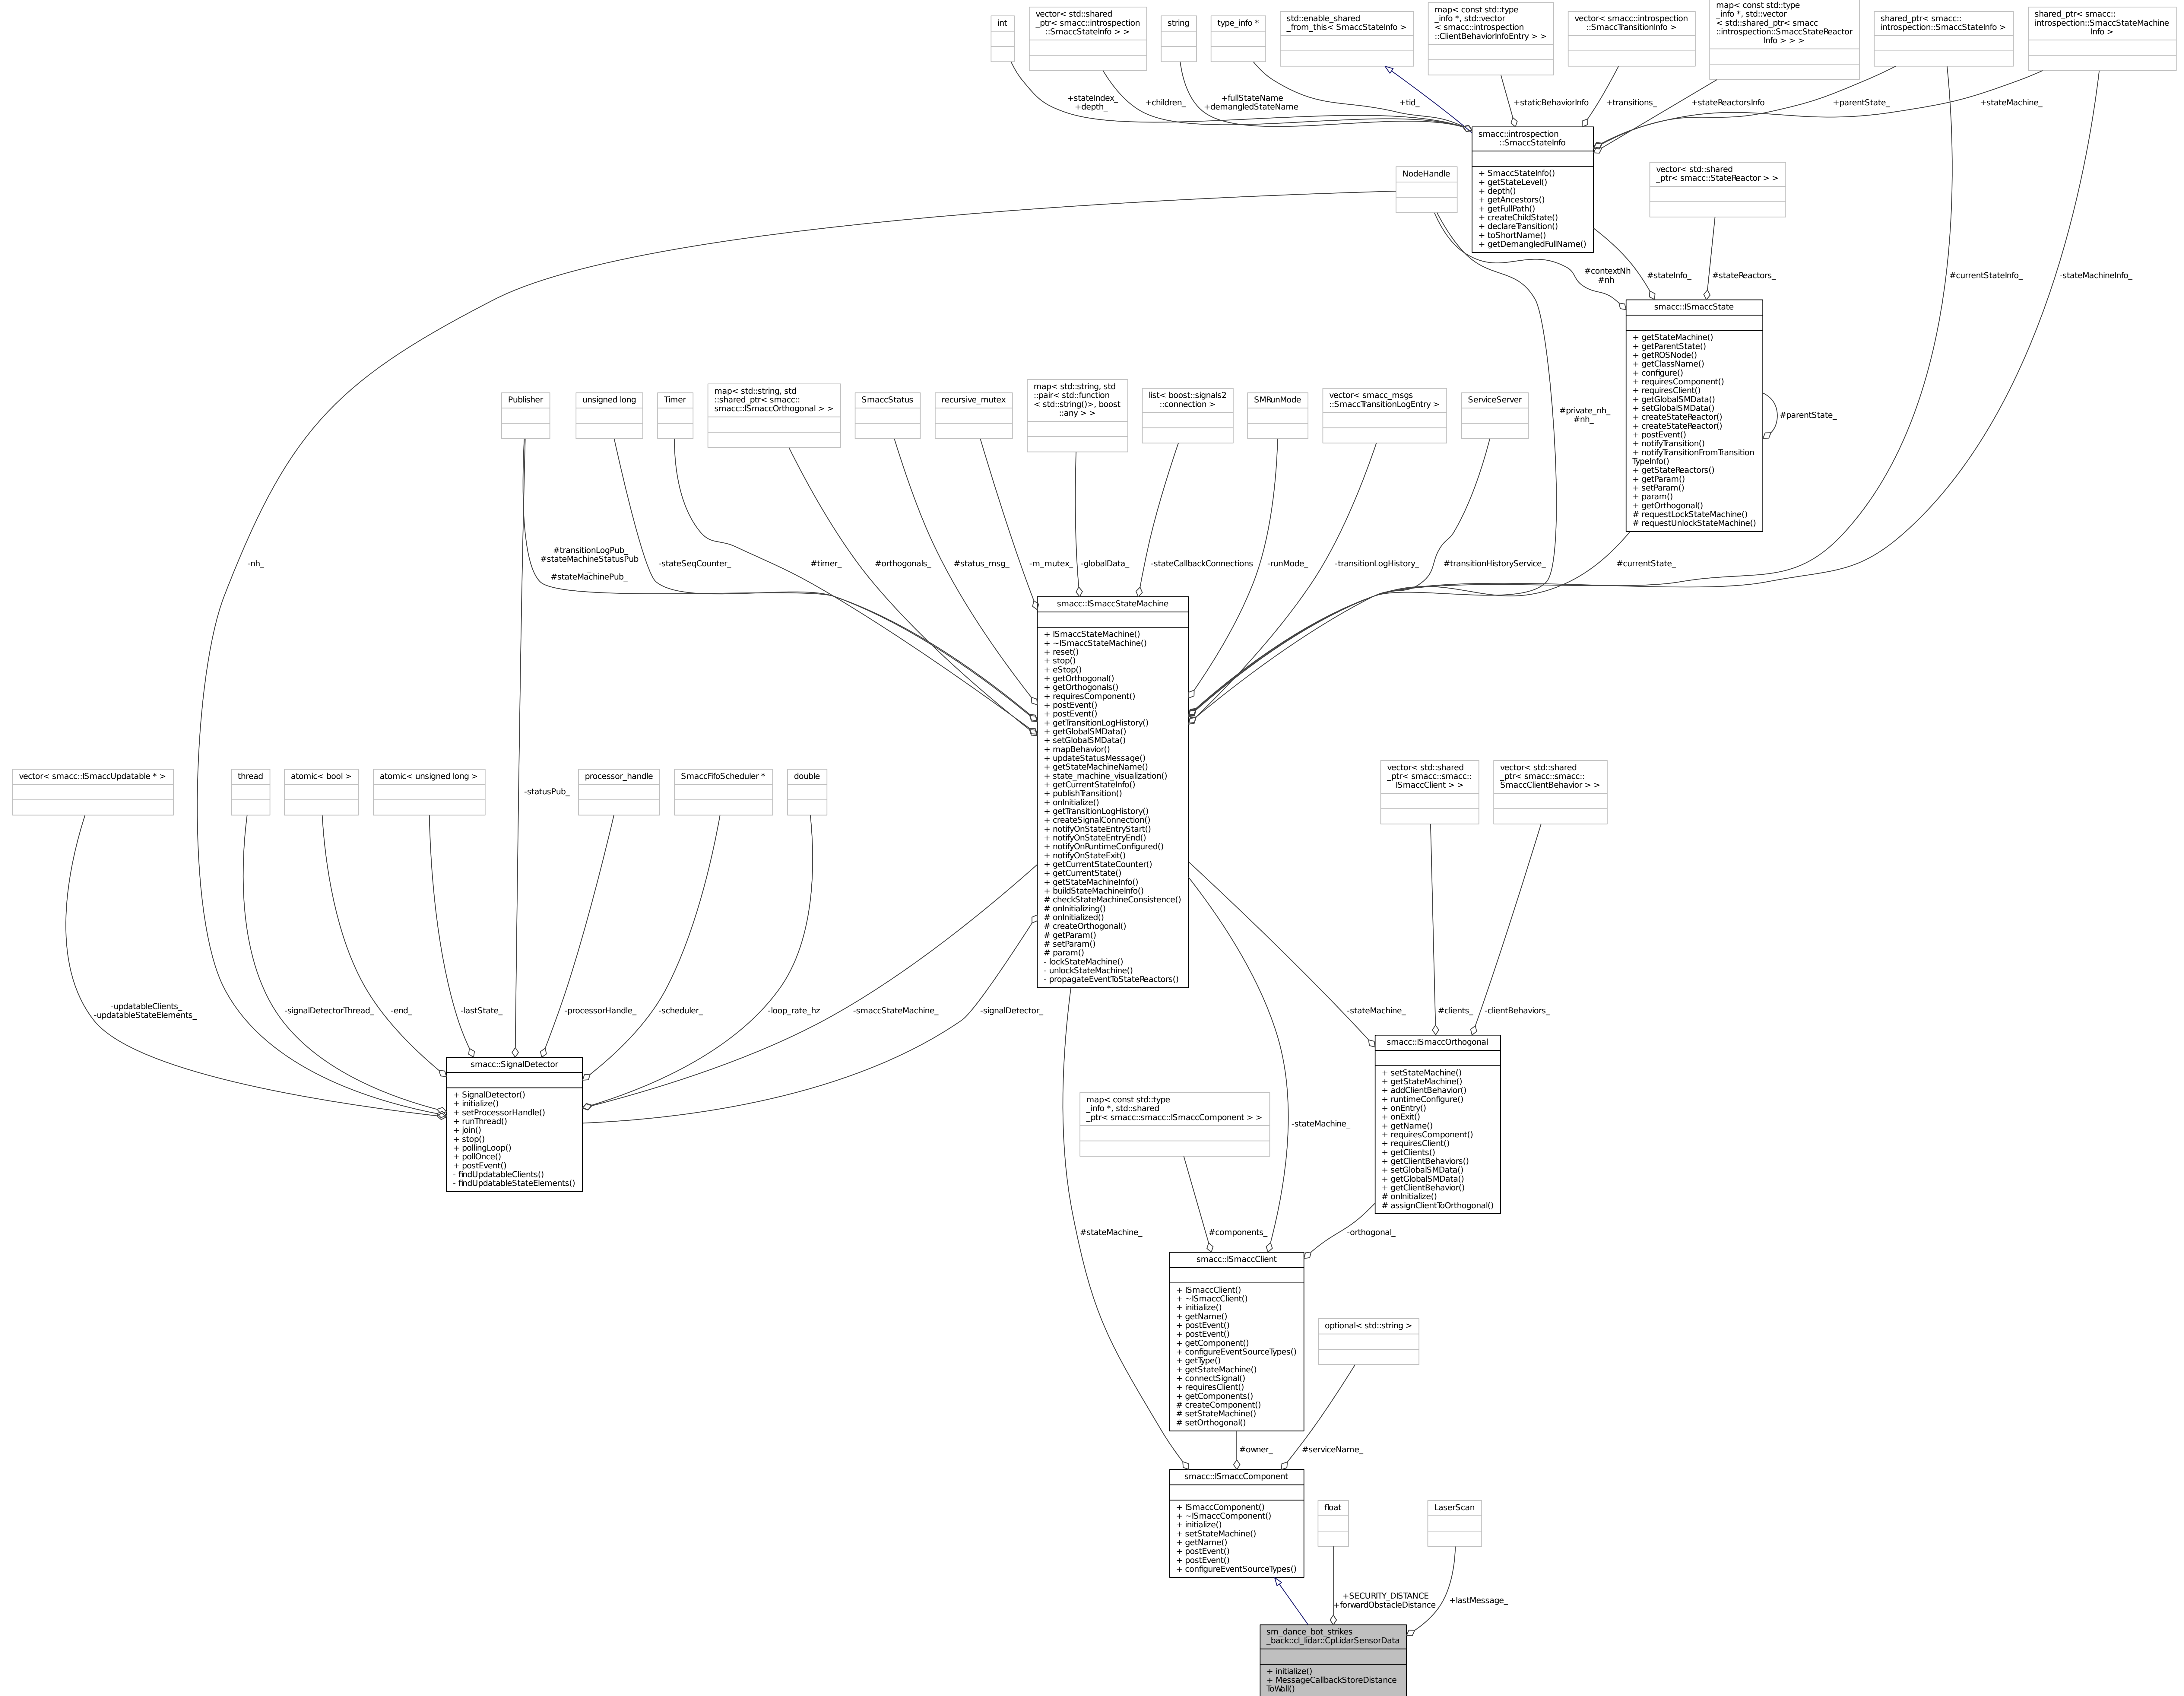 int
vector< std::shared
_ptr< smacc::introspection
::SmaccStateInfo > >
string
type_info *
std::enable_shared
_from_this< SmaccStateInfo >
map< const std::type
_info *, std::vector
< smacc::introspection
::ClientBehaviorInfoEntry > >
vector< smacc::introspection
::SmaccTransitionInfo >
map< const std::type
_info *, std::vector
< std::shared_ptr< smacc
::introspection::SmaccStateReactor
Info > > >
shared_ptr< smacc::
introspection::SmaccStateInfo >
shared_ptr< smacc::
introspection::SmaccStateMachine
Info >
+stateIndex_
+depth_
+children_
+fullStateName
+demangledStateName
+tid_
+staticBehaviorInfo
+transitions_
+stateReactorsInfo
+parentState_
+stateMachine_
smacc::introspection
::SmaccStateInfo
+ SmaccStateInfo()
+ getStateLevel()
+ depth()
+ getAncestors()
+ getFullPath()
+ createChildState()
+ declareTransition()
+ toShortName()
+ getDemangledFullName()
NodeHandle
vector< std::shared
_ptr< smacc::StateReactor > >
#contextNh
#nh
#stateInfo_
#stateReactors_
#currentStateInfo_
-stateMachineInfo_
smacc::ISmaccState
+ getStateMachine()
+ getParentState()
+ getROSNode()
+ getClassName()
+ configure()
+ requiresComponent()
+ requiresClient()
+ getGlobalSMData()
+ setGlobalSMData()
+ createStateReactor()
+ createStateReactor()
+ postEvent()
+ notifyTransition()
+ notifyTransitionFromTransition
TypeInfo()
+ getStateReactors()
+ getParam()
+ setParam()
+ param()
+ getOrthogonal()
# requestLockStateMachine()
# requestUnlockStateMachine()
#parentState_
Publisher
unsigned long
Timer
map< std::string, std
::shared_ptr< smacc::
smacc::ISmaccOrthogonal > >
SmaccStatus
recursive_mutex
map< std::string, std
::pair< std::function
< std::string()>, boost
::any > >
list< boost::signals2
::connection >
SMRunMode
vector< smacc_msgs
::SmaccTransitionLogEntry >
ServiceServer
#private_nh_
#nh_
-nh_
#transitionLogPub_
#stateMachineStatusPub
_
#stateMachinePub_
-stateSeqCounter_
#timer_
#orthogonals_
#status_msg_
-m_mutex_
-globalData_
-stateCallbackConnections
-runMode_
-transitionLogHistory_
#transitionHistoryService_
#currentState_
smacc::ISmaccStateMachine
+ ISmaccStateMachine()
+ ~ISmaccStateMachine()
+ reset()
+ stop()
+ eStop()
+ getOrthogonal()
+ getOrthogonals()
+ requiresComponent()
+ postEvent()
+ postEvent()
+ getTransitionLogHistory()
+ getGlobalSMData()
+ setGlobalSMData()
+ mapBehavior()
+ updateStatusMessage()
+ getStateMachineName()
+ state_machine_visualization()
+ getCurrentStateInfo()
+ publishTransition()
+ onInitialize()
+ getTransitionLogHistory()
+ createSignalConnection()
+ notifyOnStateEntryStart()
+ notifyOnStateEntryEnd()
+ notifyOnRuntimeConfigured()
+ notifyOnStateExit()
+ getCurrentStateCounter()
+ getCurrentState()
+ getStateMachineInfo()
+ buildStateMachineInfo()
# checkStateMachineConsistence()
# onInitializing()
# onInitialized()
# createOrthogonal()
# getParam()
# setParam()
# param()
- lockStateMachine()
- unlockStateMachine()
- propagateEventToStateReactors()
vector< smacc::ISmaccUpdatable * >
thread
atomic< bool >
atomic< unsigned long >
-statusPub_
processor_handle
SmaccFifoScheduler *
double
vector< std::shared
_ptr< smacc::smacc::
ISmaccClient > >
vector< std::shared
_ptr< smacc::smacc::
SmaccClientBehavior > >
-updatableClients_
-updatableStateElements_
-signalDetectorThread_
-end_
-lastState_
-processorHandle_
-scheduler_
-loop_rate_hz
-smaccStateMachine_
-signalDetector_
-stateMachine_
#clients_
-clientBehaviors_
smacc::SignalDetector
+ SignalDetector()
+ initialize()
+ setProcessorHandle()
+ runThread()
+ join()
+ stop()
+ pollingLoop()
+ pollOnce()
+ postEvent()
- findUpdatableClients()
- findUpdatableStateElements()
smacc::ISmaccOrthogonal
+ setStateMachine()
+ getStateMachine()
+ addClientBehavior()
+ runtimeConfigure()
+ onEntry()
+ onExit()
+ getName()
+ requiresComponent()
+ requiresClient()
+ getClients()
+ getClientBehaviors()
+ setGlobalSMData()
+ getGlobalSMData()
+ getClientBehavior()
# onInitialize()
# assignClientToOrthogonal()
map< const std::type
_info *, std::shared
_ptr< smacc::smacc::ISmaccComponent > >
-stateMachine_
#stateMachine_
#components_
-orthogonal_
smacc::ISmaccClient
+ ISmaccClient()
+ ~ISmaccClient()
+ initialize()
+ getName()
+ postEvent()
+ postEvent()
+ getComponent()
+ configureEventSourceTypes()
+ getType()
+ getStateMachine()
+ connectSignal()
+ requiresClient()
+ getComponents()
# createComponent()
# setStateMachine()
# setOrthogonal()
optional< std::string >
#owner_
#serviceName_
smacc::ISmaccComponent
+ ISmaccComponent()
+ ~ISmaccComponent()
+ initialize()
+ setStateMachine()
+ getName()
+ postEvent()
+ postEvent()
+ configureEventSourceTypes()
float
LaserScan
+SECURITY_DISTANCE
+forwardObstacleDistance
+lastMessage_
sm_dance_bot_strikes
_back::cl_lidar::CpLidarSensorData
+ initialize()
+ MessageCallbackStoreDistance
ToWall()